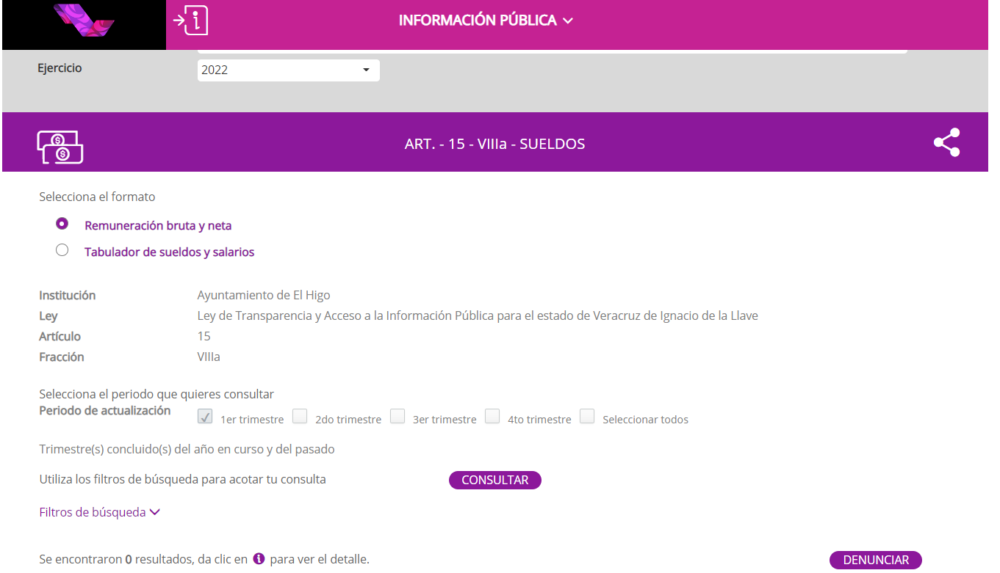 INFORMACIÓN PÚBLICA
Ejercicio 2022
ART. - 15 - VIIIa - SUELDOS
Selecciona el formato
Remuneración bruta y neta
Tabulador de sueldos y salarios
Institución Ayuntamiento de El Higo
Ley Ley de Transparencia y Acceso a la Información Pública para el estado de Veracruz de Ignacio de la Llave
Artículo 15
Fracción VIIIa
Selecciona el periodo que quieres consultar
Periodo de actualización 1er trimestre 2do trimestre 3er trimestre 4to trimestre Seleccionar todos
Trimestre(s) concluido(s) del año en curso y del pasado
Utiliza los filtros de búsqueda para acotar tu consulta CONSULTAR
Filtros de búsqueda
Se encontraron 0 resultados, da clic en i para ver el detalle. DENUNCIAR